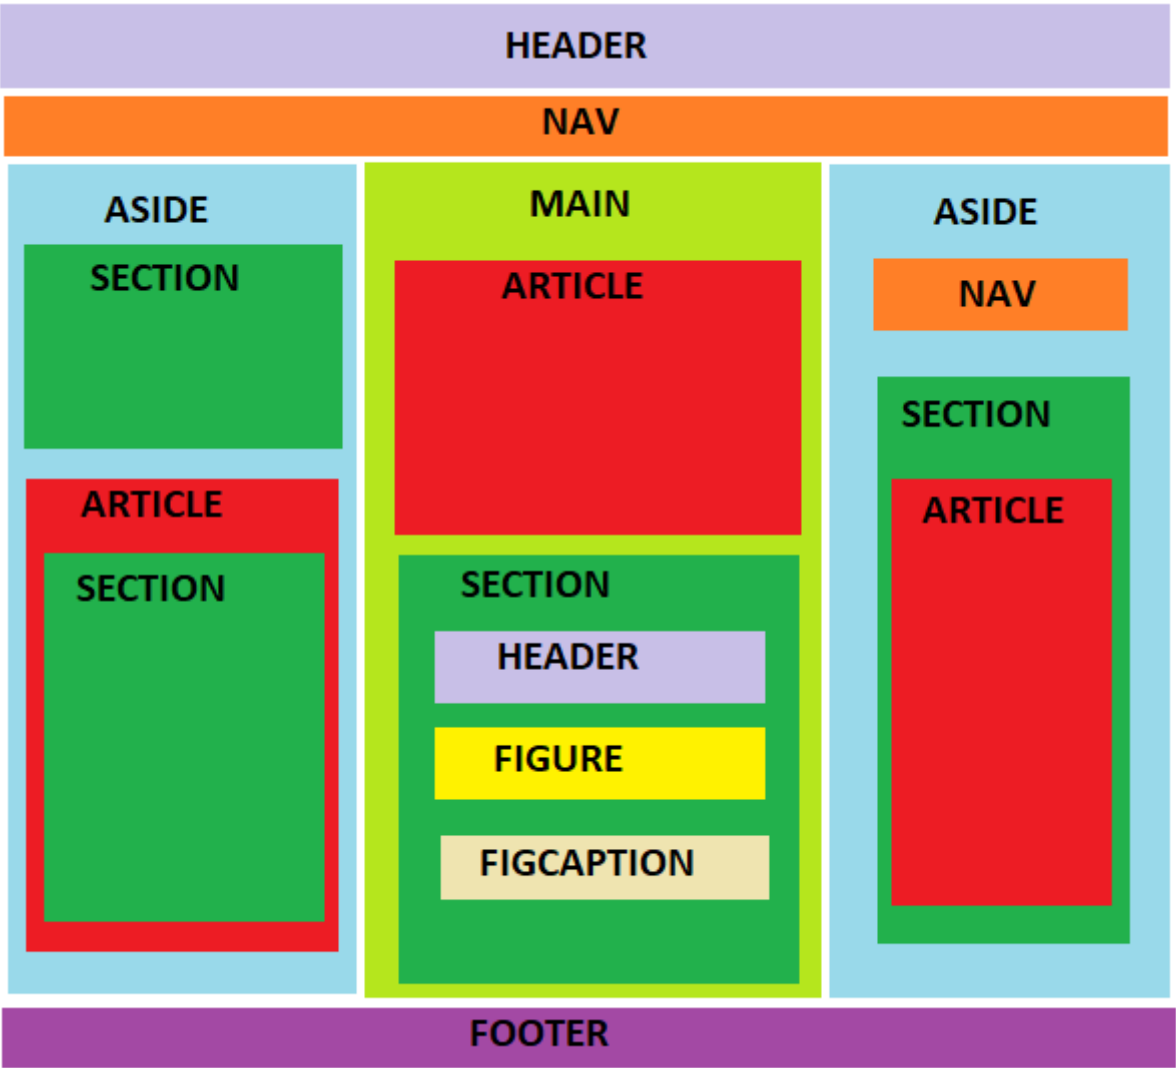 HEADER
NAV
ASIDE
SECTION
ARTICLE
SECTION
MAIN
ARTICLE
SECTION
HEADER
FIGURE
FIGCAPTION
ASIDE
NAV
SECTION
ARTICLE
FOOTER